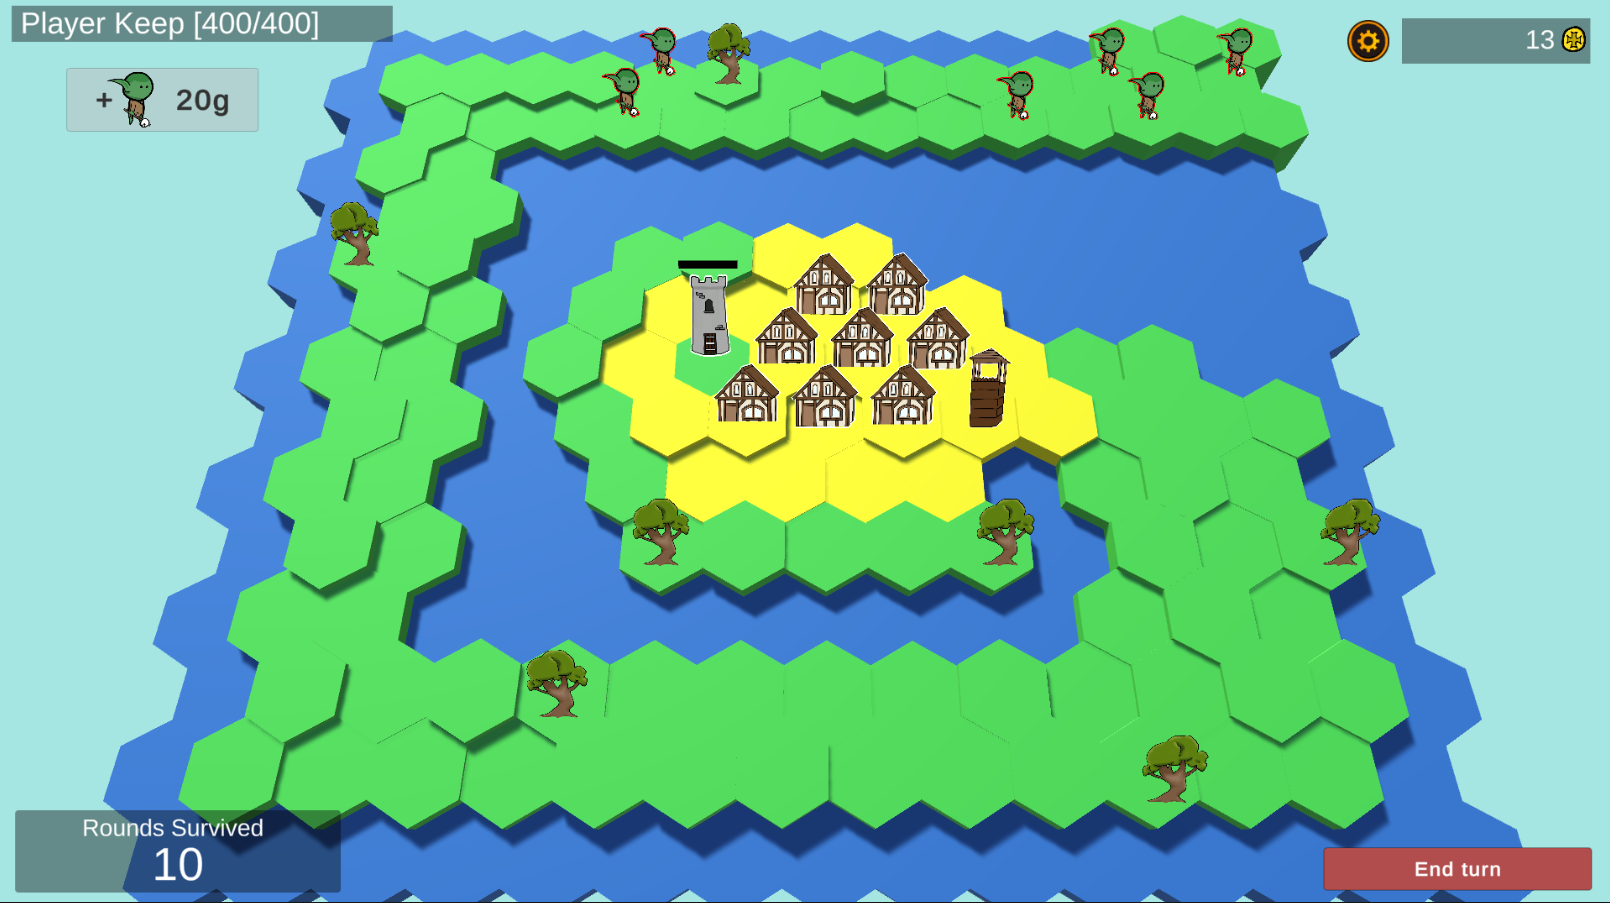 Player Keep [400/400]
13
+ 20g
Rounds Survived
10
End turn